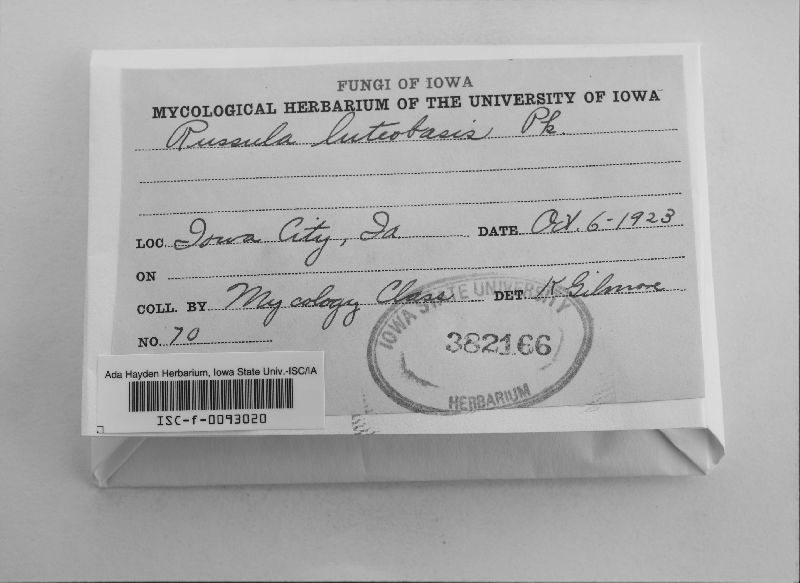 FUNGI OF IOWA
MYCOLOGICAL HERBARIUM OF THE UNIVERSITY OF IOWA
Russula luteobasis Pk.
LOC. Iowa City, Ia DATE Oct. 6-1923
ON
COLL. BY Mycology Class DET. K Gilmore
NO. 70
IOWA STATE UNIVERSITY
382166
HERBARIUM
Ada Hayden Herbarium, Iowa State Univ.-ISC/IA
ISC-f-0093020